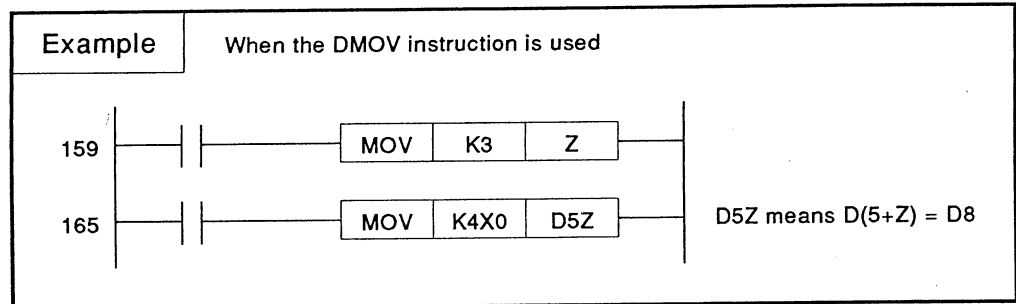 Example
When the DMOV instruction is used
159 MOV K3 Z
165 MOV K4X0 D5Z D5Z means D(5+Z) = D8